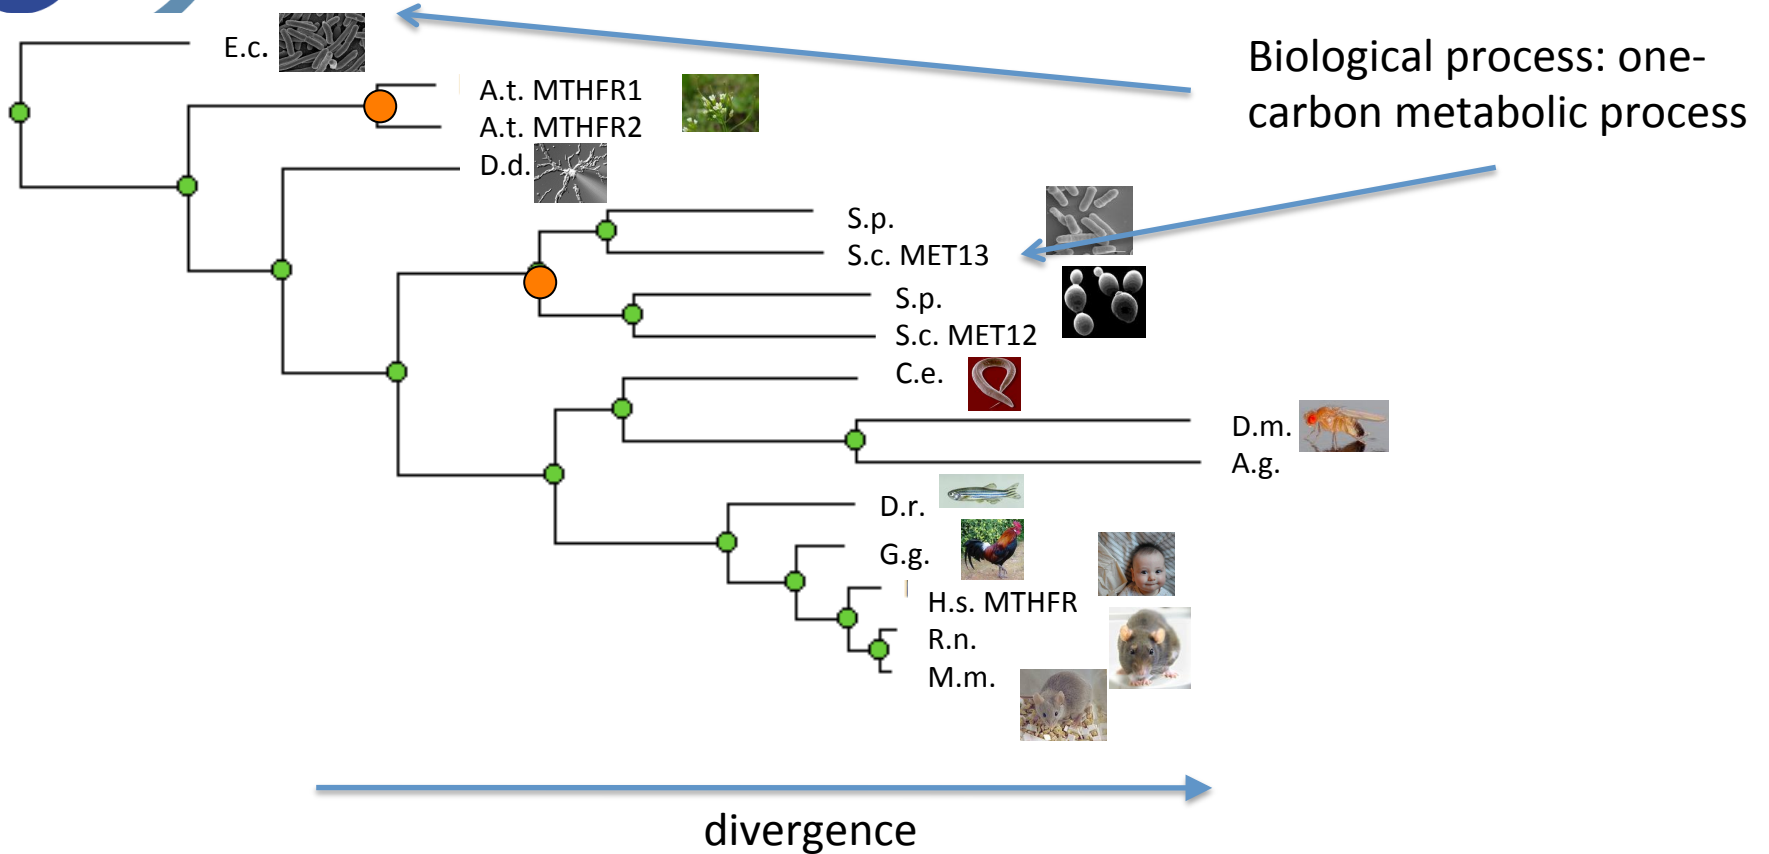 E.c.
Biological process: one-
carbon metabolic process
A.t. MTHFR1
A.t. MTHFR2
D.d.
S.p.
S.c. MET13
S.p.
S.c. MET12
C.e.
D.m.
A.g.
D.r.
G.g.
H.s. MTHFR
R.n.
M.m.
divergence